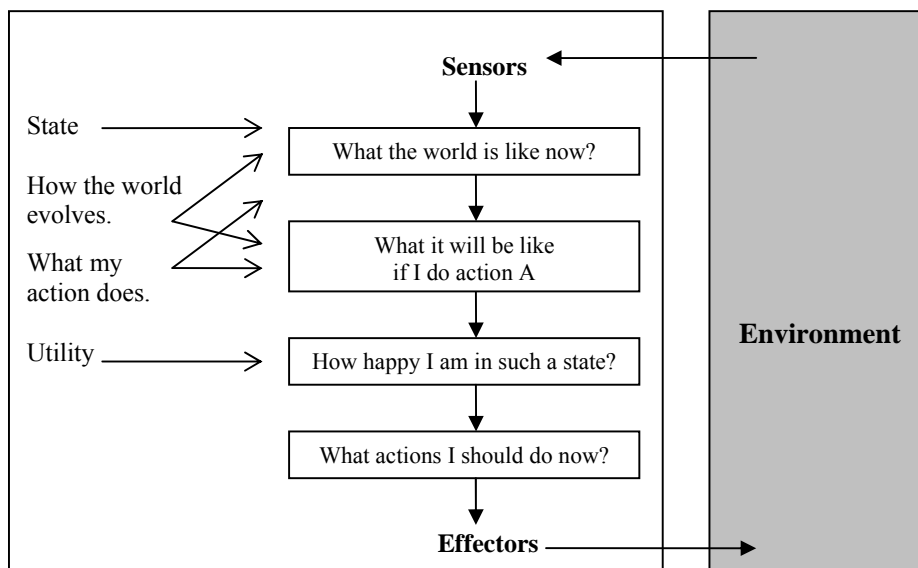 Sensors
State
What the world is like now?
How the world
evolves.
What it will be like
if I do action A
What my
action does.
Environment
Utility
How happy I am in such a state?
What actions I should do now?
Effectors